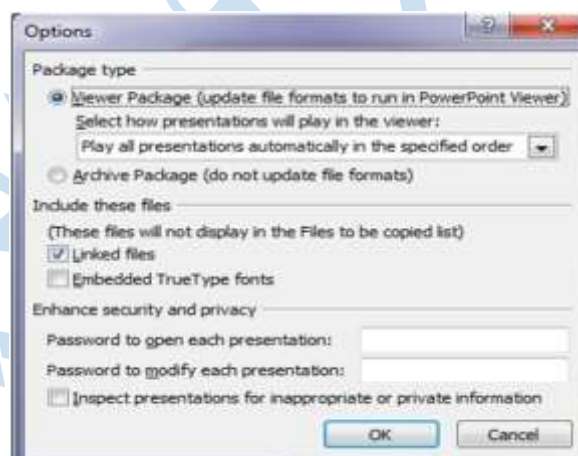 Options
Package type
Viewer Package (update file formats to run in PowerPoint Viewer)
Select how presentations will play in the viewer:
Play all presentations automatically in the specified order
Archive Package (do not update file formats)
Include these files
(These files will not display in the Files to be copied list)
Linked files
Embedded TrueType fonts
Enhance security and privacy
Password to open each presentation:
Password to modify each presentation:
Inspect presentations for inappropriate or private information
OK Cancel